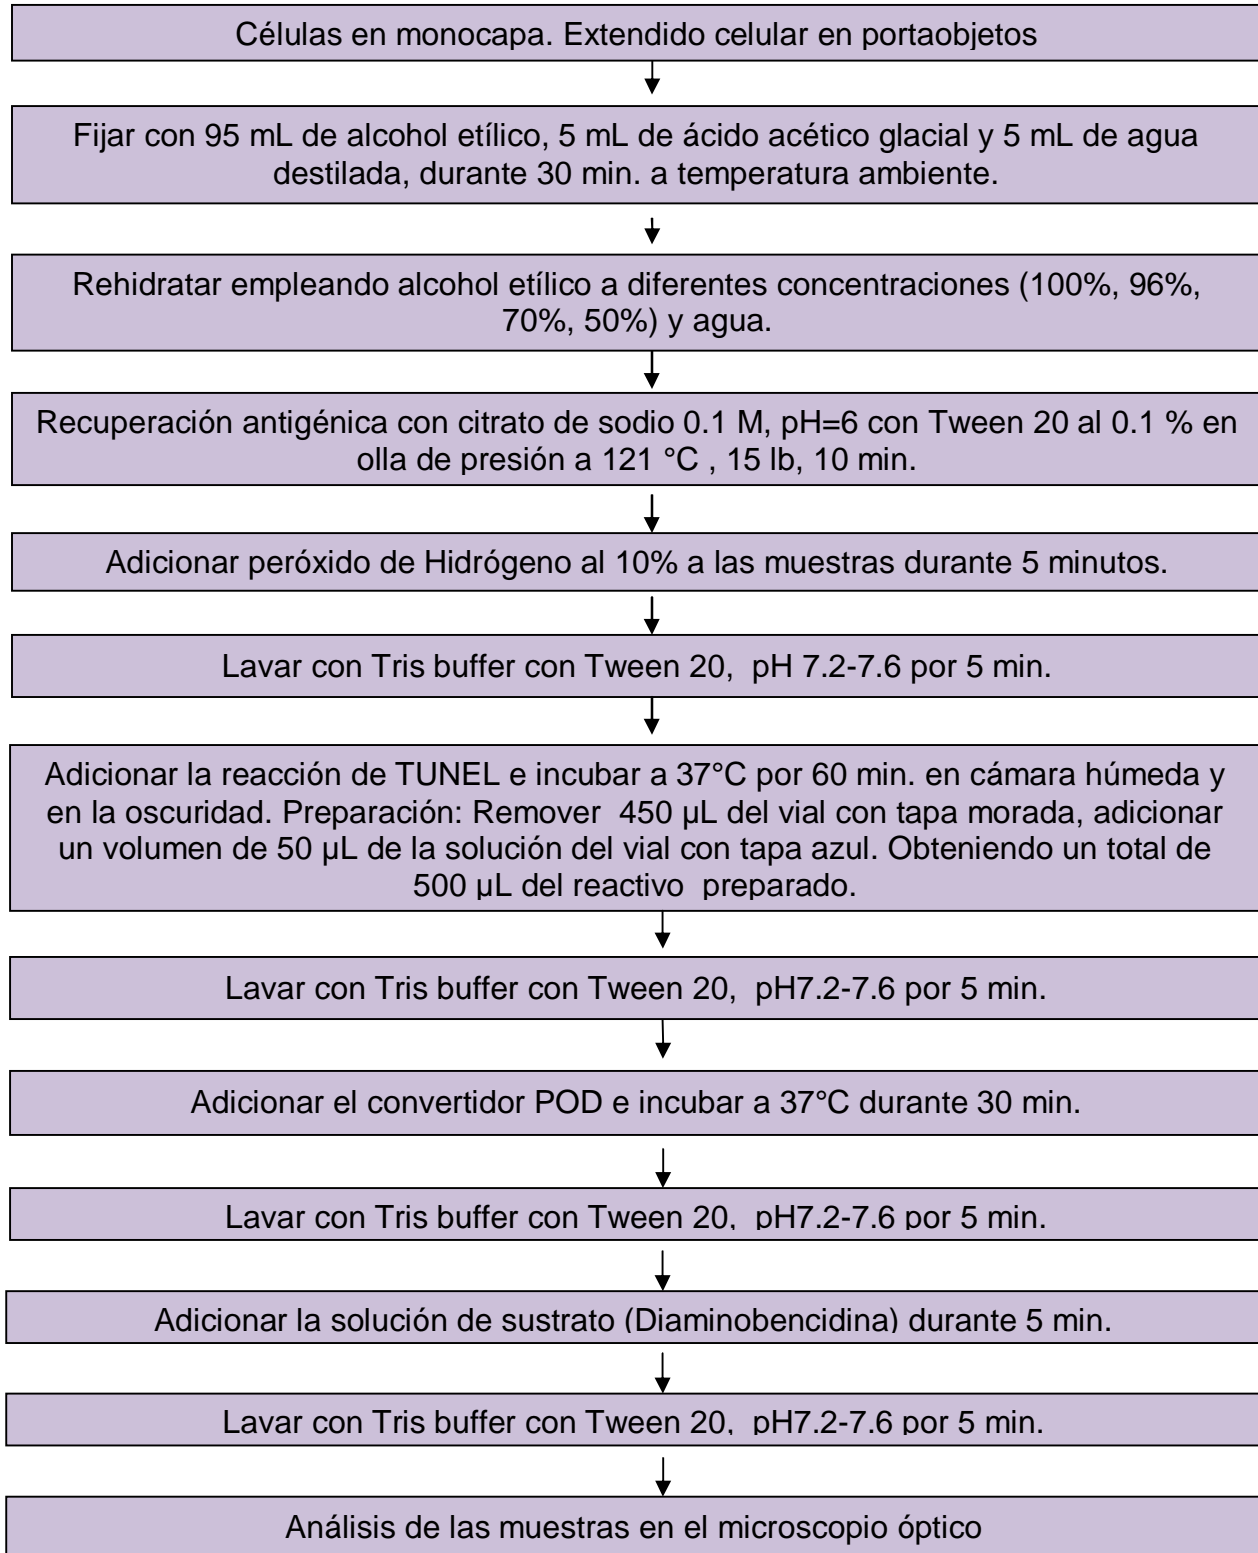 Células en monocapa. Extendido celular en portaobjetos
Fijar con 95 mL de alcohol etílico, 5 mL de ácido acético glacial y 5 mL de agua
destilada, durante 30 min. a temperatura ambiente.
Rehidratar empleando alcohol etílico a diferentes concentraciones (100%, 96%,
70%, 50%) y agua.
Recuperación antigénica con citrato de sodio 0.1 M, pH=6 con Tween 20 al 0.1 % en
olla de presión a 121 °C , 15 lb, 10 min.
Adicionar peróxido de Hidrógeno al 10% a las muestras durante 5 minutos.
Lavar con Tris buffer con Tween 20,  pH 7.2-7.6 por 5 min.
Adicionar la reacción de TUNEL e incubar a 37°C por 60 min. en cámara húmeda y
en la oscuridad. Preparación: Remover  450 µL del vial con tapa morada, adicionar
un volumen de 50 µL de la solución del vial con tapa azul. Obteniendo un total de
500 µL del reactivo  preparado.
Lavar con Tris buffer con Tween 20,  pH7.2-7.6 por 5 min.
Adicionar el convertidor POD e incubar a 37°C durante 30 min.
Lavar con Tris buffer con Tween 20,  pH7.2-7.6 por 5 min.
Adicionar la solución de sustrato (Diaminobencidina) durante 5 min.
Lavar con Tris buffer con Tween 20,  pH7.2-7.6 por 5 min.
Análisis de las muestras en el microscopio óptico